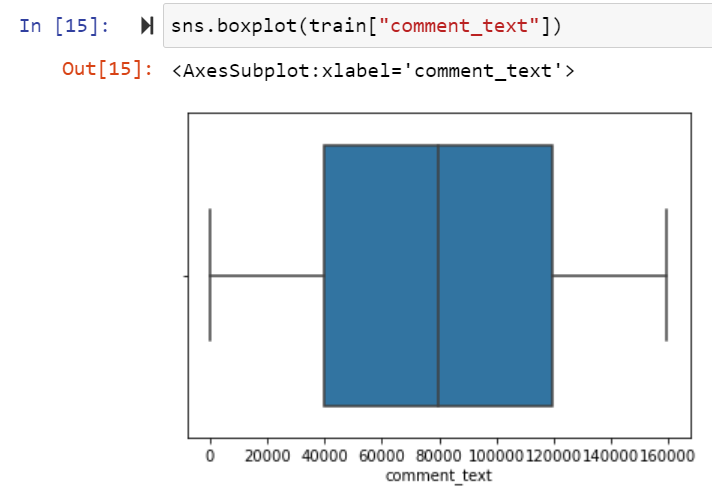 In [15]: sns.boxplot(train["comment_text"])
Out[15]: <AxesSubplot:xlabel='comment_text'>
0 20000 40000 60000 80000 100000 120000 140000 160000
comment_text